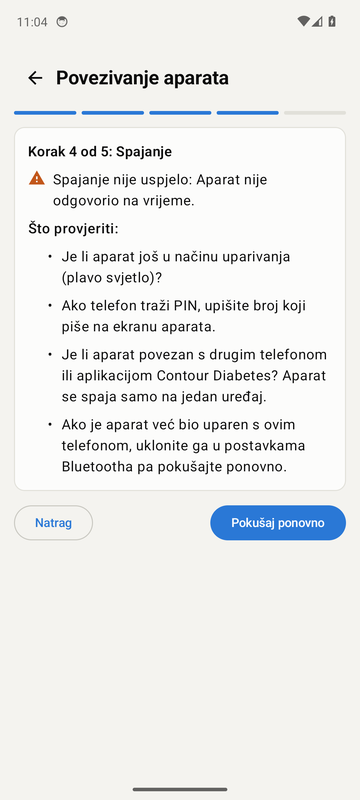 11:04
Povezivanje aparata
Korak 4 od 5: Spajanje
Spajanje nije uspjelo: Aparat nije
odgovorio na vrijeme.
Što provjeriti:
• Je li aparat još u načinu uparivanja
(plavo svjetlo)?
• Ako telefon traži PIN, upišite broj koji
piše na ekranu aparata.
• Je li aparat povezan s drugim telefonom
ili aplikacijom Contour Diabetes? Aparat
se spaja samo na jedan uređaj.
• Ako je aparat već bio uparen s ovim
telefonom, uklonite ga u postavkama
Bluetootha pa pokušajte ponovno.
Natrag
Pokušaj ponovno